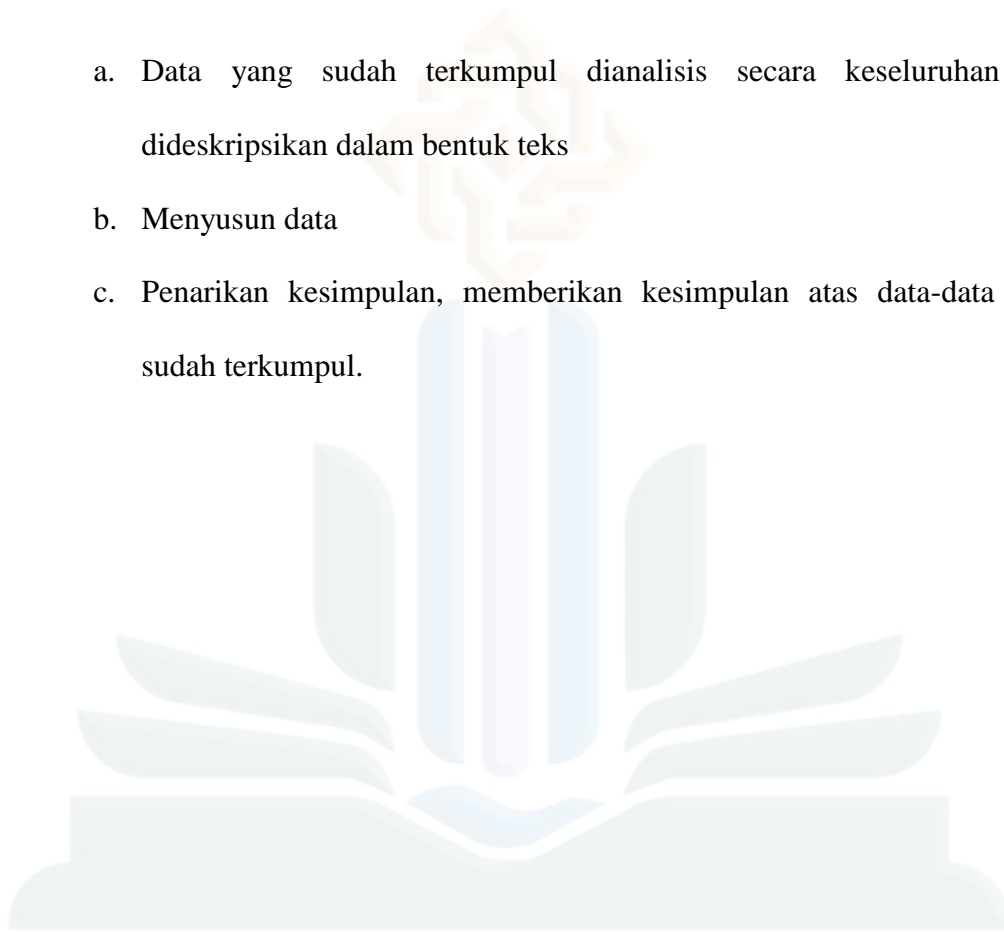 a. Data yang sudah terkumpul dianalisis secara keseluruhan
dideskripsikan dalam bentuk teks
b. Menyusun data
c. Penarikan kesimpulan, memberikan kesimpulan atas data-data
sudah terkumpul.